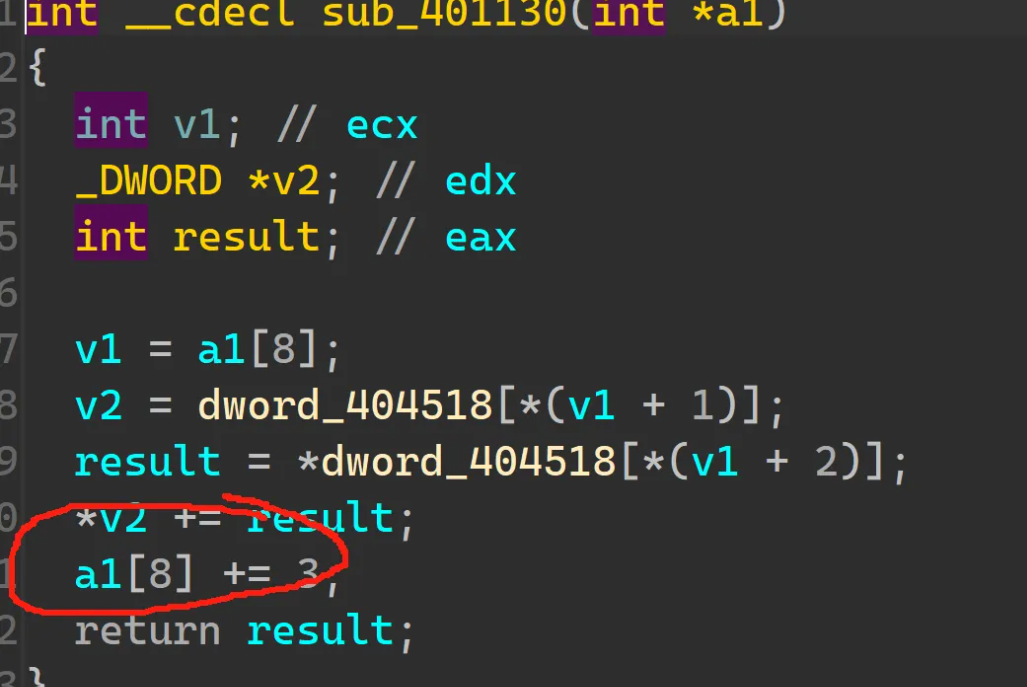 1 int __cdecl sub_401130(int *a1)
2 {
3 int v1; // ecx
4 _DWORD *v2; // edx
5 int result; // eax
6
7 v1 = a1[8];
8 v2 = dword_404518[*(v1 + 1)];
9 result = *dword_404518[*(v1 + 2)];
0 *v2 += result;
1 a1[8] += 3;
2 return result;
3 }